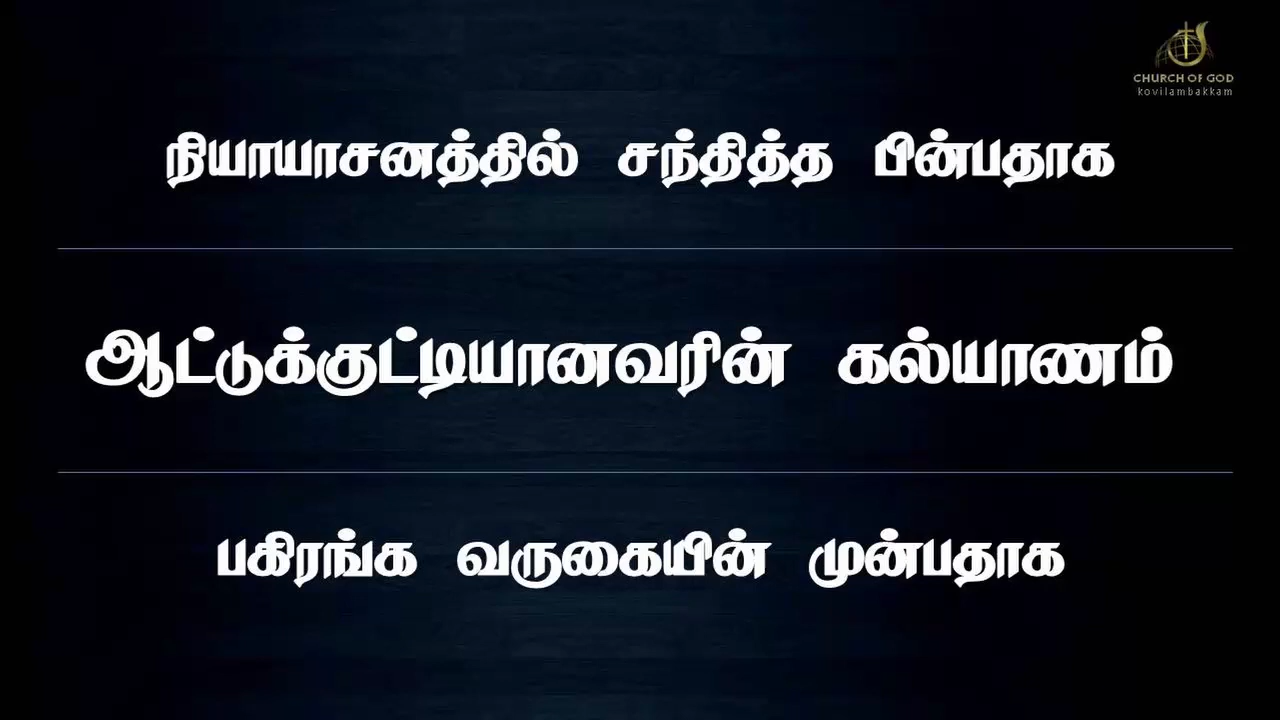 CHURCH OF GOD
kovilambakkam
நியாயாசனத்தில் சந்தித்த பின்பதாக
ஆட்டுக்குட்டியானவரின் கல்யாணம்
பகிரங்க வருகையின் முன்பதாக